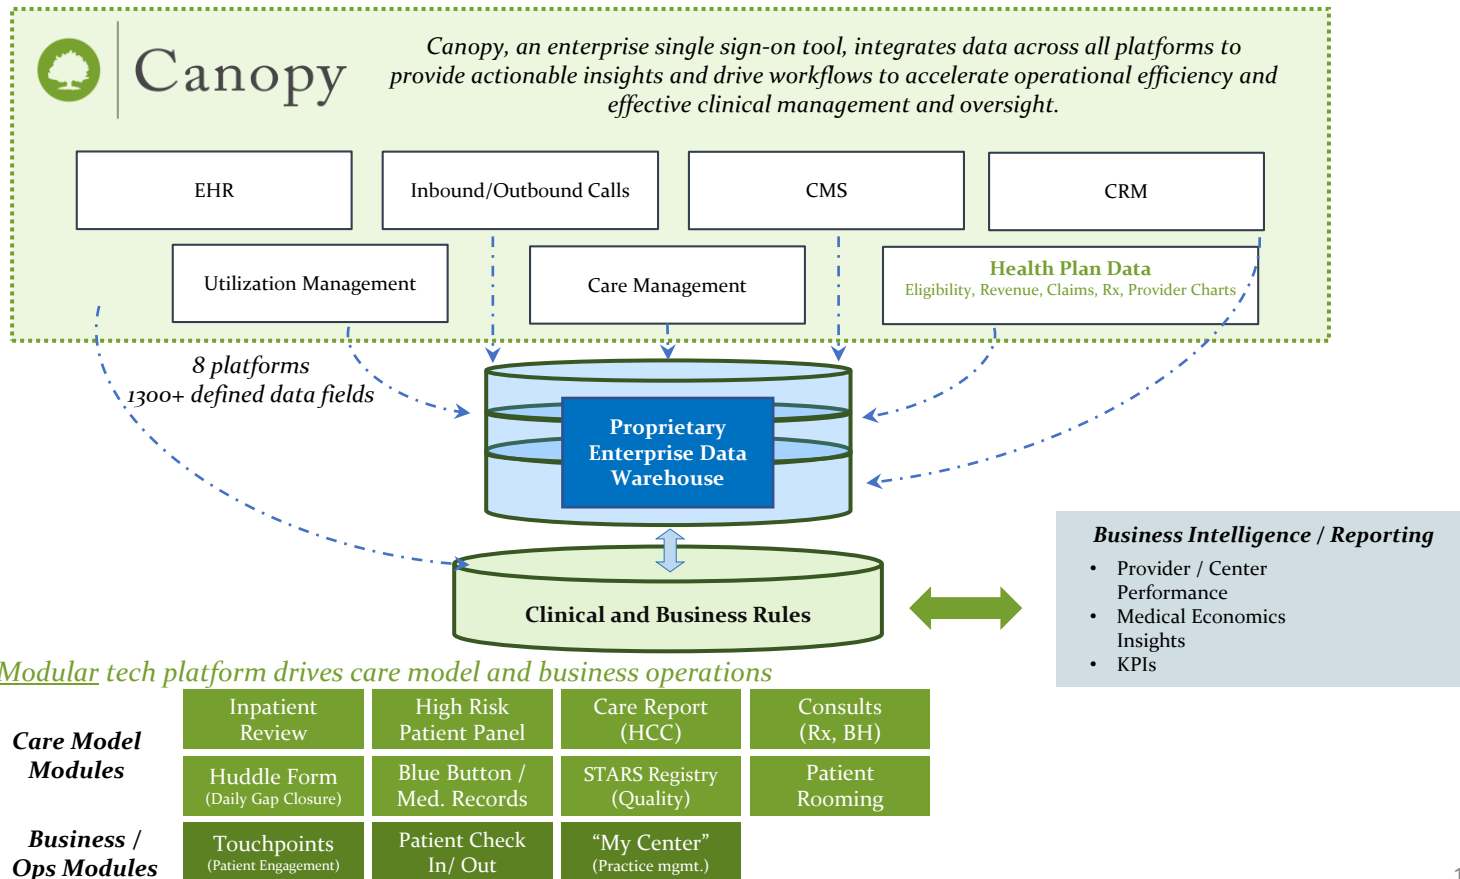 Canopy
Canopy, an enterprise single sign-on tool, integrates data across all platforms to
provide actionable insights and drive workflows to accelerate operational efficiency and
effective clinical management and oversight.
EHR
Inbound/Outbound Calls
CMS
CRM
Utilization Management
Care Management
Health Plan Data
Eligibility, Revenue, Claims, Rx, Provider Charts
8 platforms
1300+ defined data fields
Proprietary
Enterprise Data
Warehouse
Clinical and Business Rules
Business Intelligence / Reporting
• Provider / Center
Performance
• Medical Economics
Insights
• KPIs
Modular tech platform drives care model and business operations
Care Model
Modules
Inpatient
Review
High Risk
Patient Panel
Care Report
(HCC)
Consults
(Rx, BH)
Huddle Form
(Daily Gap Closure)
Blue Button /
Med. Records
STARS Registry
(Quality)
Patient
Rooming
Business /
Ops Modules
Touchpoints
(Patient Engagement)
Patient Check
In/ Out
“My Center”
(Practice mgmt.)